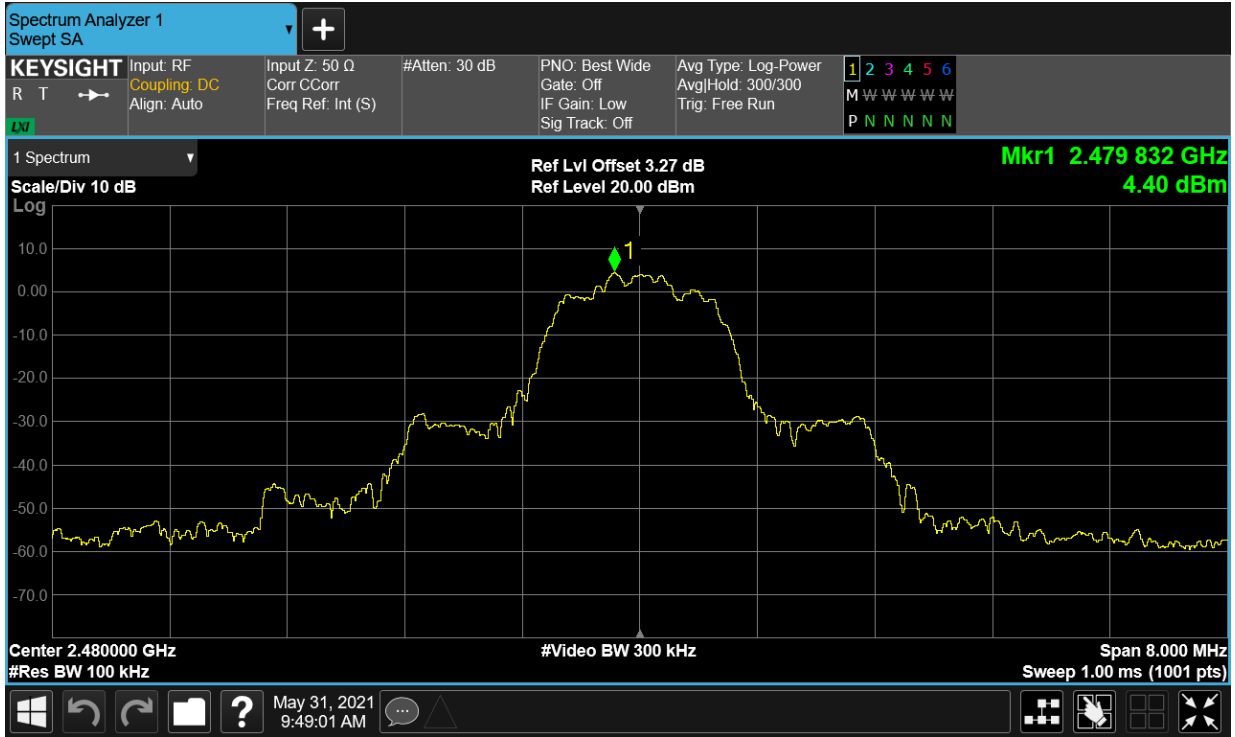 Spectrum Analyzer 1
Swept SA
+
KEYSIGHT
R T
LXI
Input: RF
Coupling: DC
Align: Auto
Input Z: 50 Ω
Corr CCorr
Freq Ref: Int (S)
#Atten: 30 dB
PNO: Best Wide
Gate: Off
IF Gain: Low
Sig Track: Off
Avg Type: Log-Power
Avg|Hold: 300/300
Trig: Free Run
1 2 3 4 5 6
M W W W W W
P N N N N N
1 Spectrum
Scale/Div 10 dB
Log
Ref Lvl Offset 3.27 dB
Ref Level 20.00 dBm
Mkr1 2.479 832 GHz
4.40 dBm
1
10.0
0.00
-10.0
-20.0
-30.0
-40.0
-50.0
-60.0
-70.0
Center 2.480000 GHz
#Res BW 100 kHz
#Video BW 300 kHz
Span 8.000 MHz
Sweep 1.00 ms (1001 pts)
?
May 31, 2021
9:49:01 AM